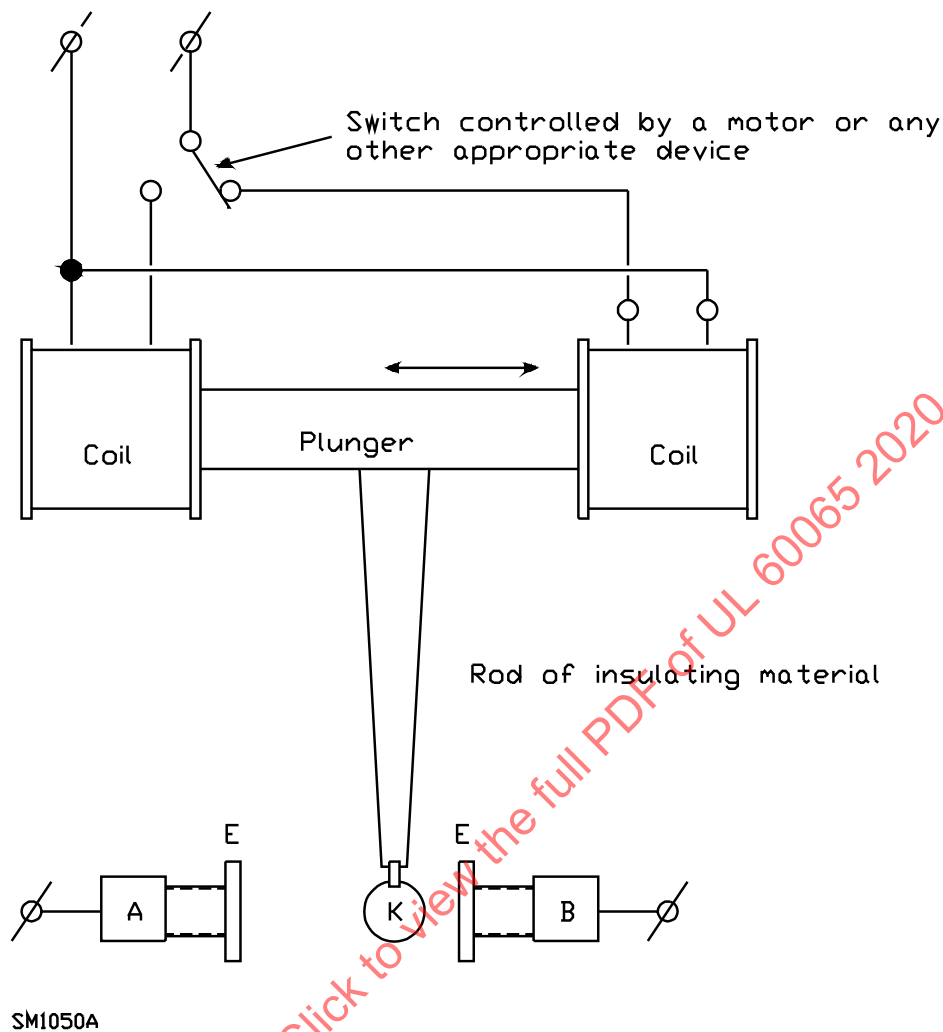 Switch controlled by a motor or any
other appropriate device
Coil
Plunger
Coil
Rod of insulating material
E
E
A
K
B
SM1050A
Click to view the full PDF of UL 60065 2020